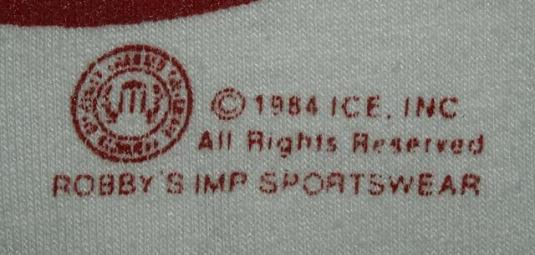 © 1984 ICE, INC
All Rights Reserved
ROBBY'S IMP SPORTSWEAR